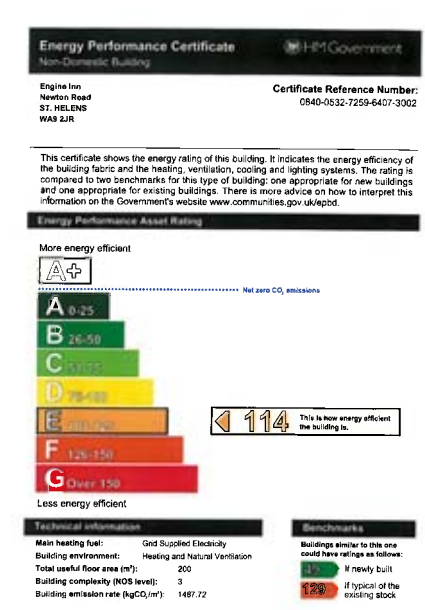 Energy Performance Certificate
Non-Domestic Building
HM Government
Engine Inn
Newton Road
ST. HELENS
WA9 2JR
Certificate Reference Number:
0840-0532-7259-6407-3002
This certificate shows the energy rating of this building. It indicates the energy efficiency of
the building fabric and the heating, ventilation, cooling and lighting systems. The rating is
compared to two benchmarks for this type of building: one appropriate for new buildings
and one appropriate for existing buildings. There is more advice on how to interpret this
information on the Government's website www.communities.gov.uk/epbd.
Energy Performance Asset Rating
More energy efficient
A+
Net zero CO₂ emissions
A 0-25
B 26-50
C 51-75
D 76-100
E 101-125
F 126-150
G Over 150
114
This is how energy efficient
the building is.
Less energy efficient
Technical information
Main heating fuel: Grid Supplied Electricity
Building environment: Heating and Natural Ventilation
Total useful floor area (m²): 200
Building complexity (NOS level): 3
Building emission rate (kgCO₂/m²): 1487.72
Benchmarks
Buildings similar to this one
could have ratings as follows:
If newly built
129
If typical of the
existing stock